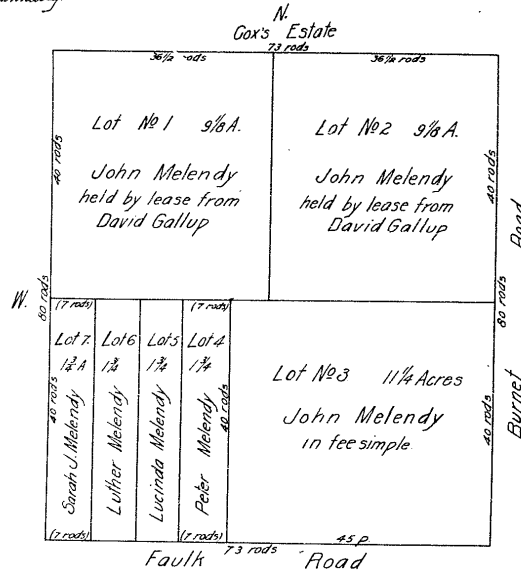 N.
Cox's Estate
73 rods
36½ rods
36½ rods
Lot № 1 9⅛ A.
John Melendy
held by lease from
David Gallup
40 rods
Lot № 2 9⅛ A.
John Melendy
held by lease from
David Gallup
40 rods
W.
80 rods
80 rods
Burnet Road
(7 rods)
(7 rods)
Lot 7.
1¾ A
Sarah J. Melendy
40 rods
(7 rods)
Lot 6
1¾
Luther Melendy
Lot 5
1¾
Lucinda Melendy
Lot 4
1¾
Peter Melendy
40 rods
(7 rods)
Lot № 3 11¼ Acres
John Melendy
in fee simple
40 rods
45 p.
73 rods
Faulk Road